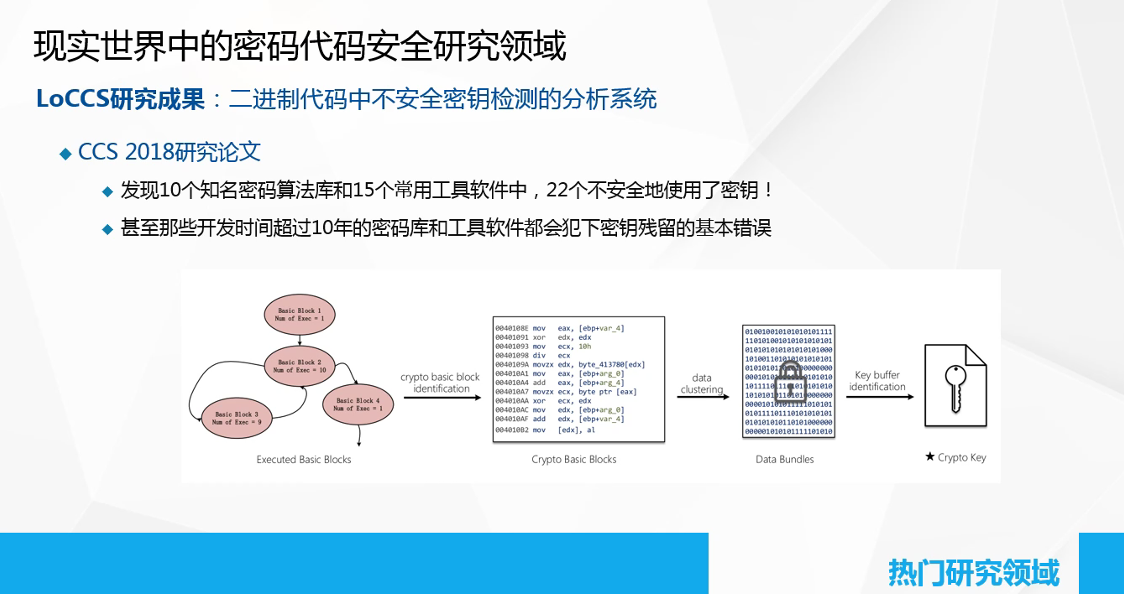 现实世界中的密码代码安全研究领域
LoCCS研究成果：二进制代码中不安全密钥检测的分析系统
CCS 2018研究论文
发现10个知名密码算法库和15个常用工具软件中，22个不安全地使用了密钥！
甚至那些开发时间超过10年的密码库和工具软件都会犯下密钥残留的基本错误
Basic Block 1
Num of Exec = 1
Basic Block 2
Num of Exec = 10
Basic Block 3
Num of Exec = 9
Basic Block 4
Num of Exec = 1
Executed Basic Blocks
crypto basic block
identification
0040108E mov eax, [ebp+var_4]
00401091 xor edx, edx
00401093 mov ecx, 10h
00401098 div ecx
0040109A movzx edx, byte_413780[edx]
004010A1 mov eax, [ebp+arg_0]
004010A4 add eax, [ebp+arg_4]
004010A7 movzx ecx, byte ptr [eax]
004010AA xor ecx, edx
004010AC mov edx, [ebp+arg_0]
004010AF add edx, [ebp+var_4]
004010B2 mov [edx], al
Crypto Basic Blocks
data
clustering
Data Bundles
Key buffer
identification
★ Crypto Key
热门研究领域